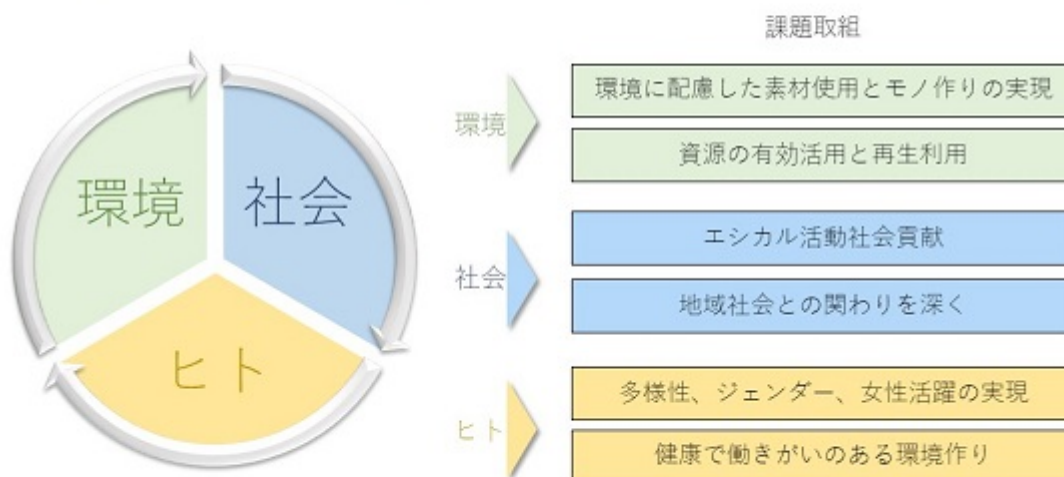 環境
社会
ヒト
課題取組
環境
環境に配慮した素材使用とモノ作りの実現
資源の有効活用と再生利用
社会
エシカル活動社会貢献
地域社会との関わりを深く
ヒト
多様性、ジェンダー、女性活躍の実現
健康で働きがいのある環境作り